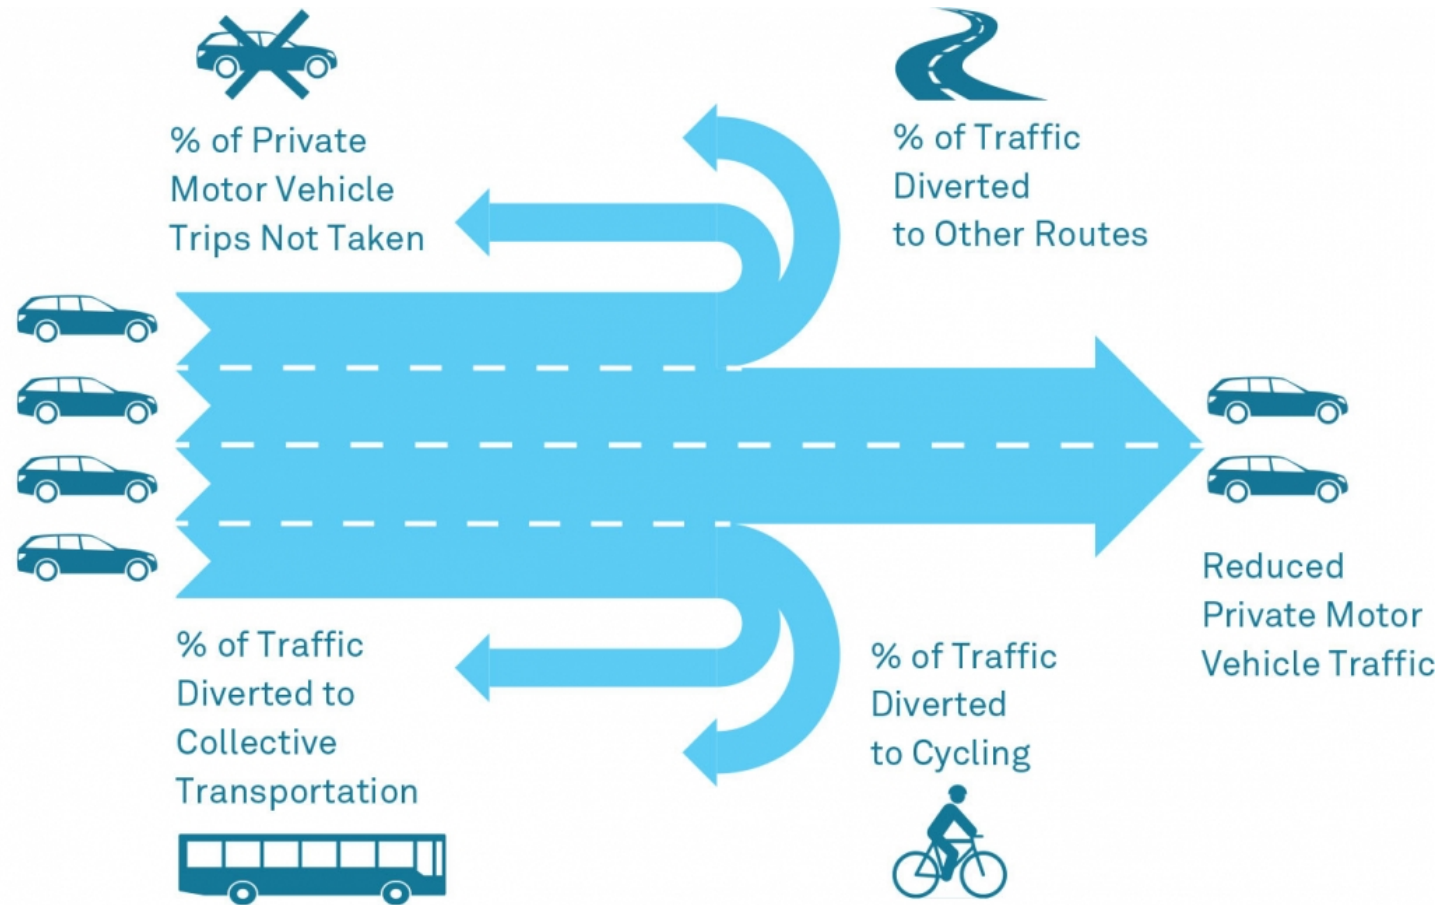 % of Private
Motor Vehicle
Trips Not Taken
% of Traffic
Diverted
to Other Routes
Reduced
Private Motor
Vehicle Traffic
% of Traffic
Diverted to
Collective
Transportation
% of Traffic
Diverted
to Cycling